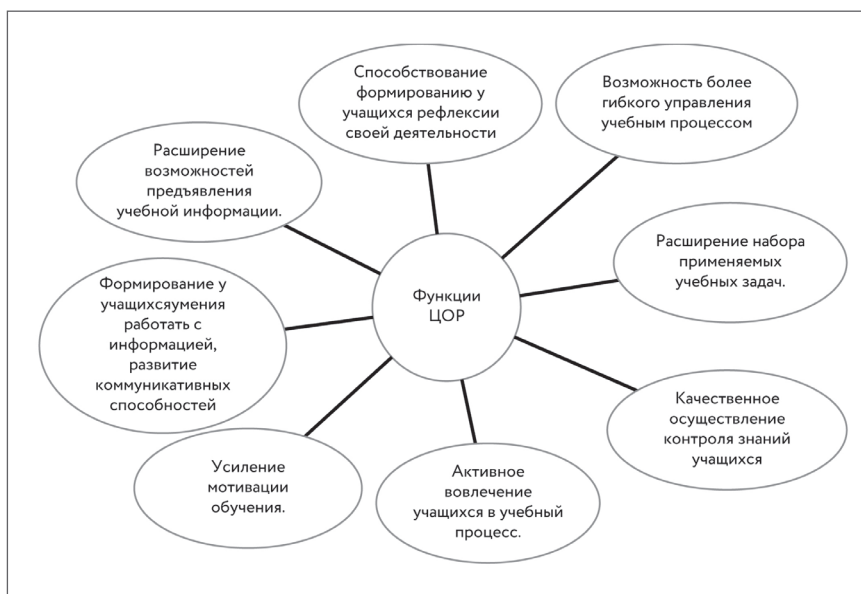 Способствование
формированию у
учащихся рефлексии
своей деятельности
Возможность более
гибкого управления
учебным процессом
Расширение
возможностей
предъявления
учебной информации.
Расширение набора
применяемых
учебных задач.
Функции
ЦОР
Формирование у
учащихсяумения
работать с
информацией,
развитие
коммуникативных
способностей
Качественное
осуществление
контроля знаний
учащихся
Усиление
мотивации
обучения.
Активное
вовлечение
учащихся в учебный
процесс.